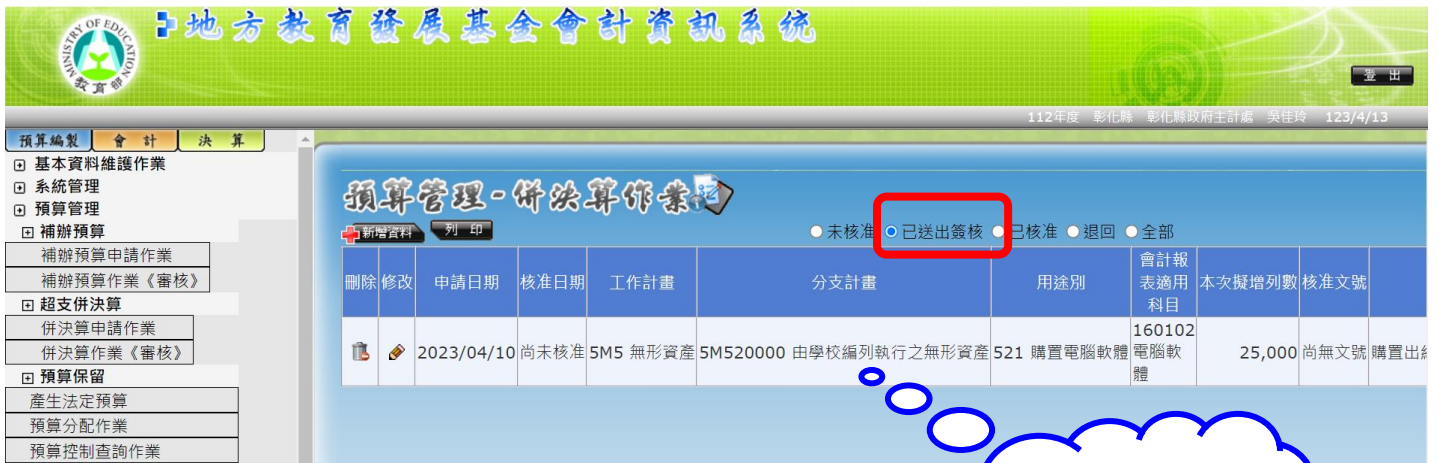 MINISTRY OF EDUCATION
教育部
地方教育發展基金會計資訊系統
登 出
112年度 彰化縣 彰化縣政府主計處 吳佳玲 123/4/13
預算編製 會 計 決 算
基本資料維護作業
系統管理
預算管理
補辦預算
補辦預算申請作業
補辦預算作業《審核》
超支併決算
併決算申請作業
併決算作業《審核》
預算保留
產生法定預算
預算分配作業
預算控制查詢作業
預算管理-併決算作業
新增資料 列 印
未核准 已送出簽核 已核准 退回 全部
刪除 修改 申請日期 核准日期 工作計畫 分支計畫 用途別 會計報表適用科目 本次擬增列數 核准文號
2023/04/10 尚未核准 5M5 無形資產 5M520000 由學校編列執行之無形資產 521 購置電腦軟體 160102 電腦軟體 25,000 尚無文號 購置出